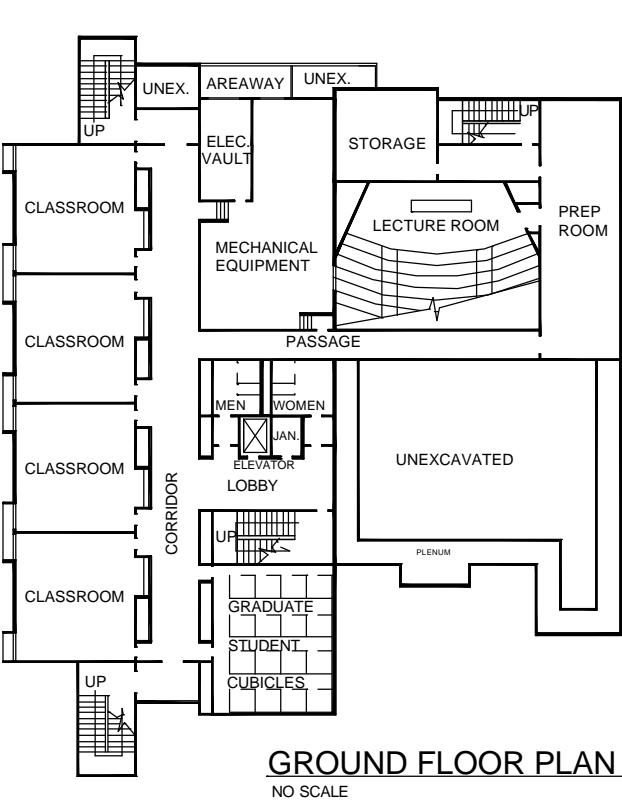 UNEX.
AREAWAY
UNEX.
UP
UP
ELEC.
VAULT
STORAGE
CLASSROOM
PREP
ROOM
LECTURE ROOM
MECHANICAL
EQUIPMENT
CLASSROOM
PASSAGE
MEN
WOMEN
JAN.
ELEVATOR
CLASSROOM
UNEXCAVATED
LOBBY
CORRIDOR
UP
PLENUM
CLASSROOM
GRADUATE
STUDENT
CUBICLES
UP
GROUND FLOOR PLAN
NO SCALE